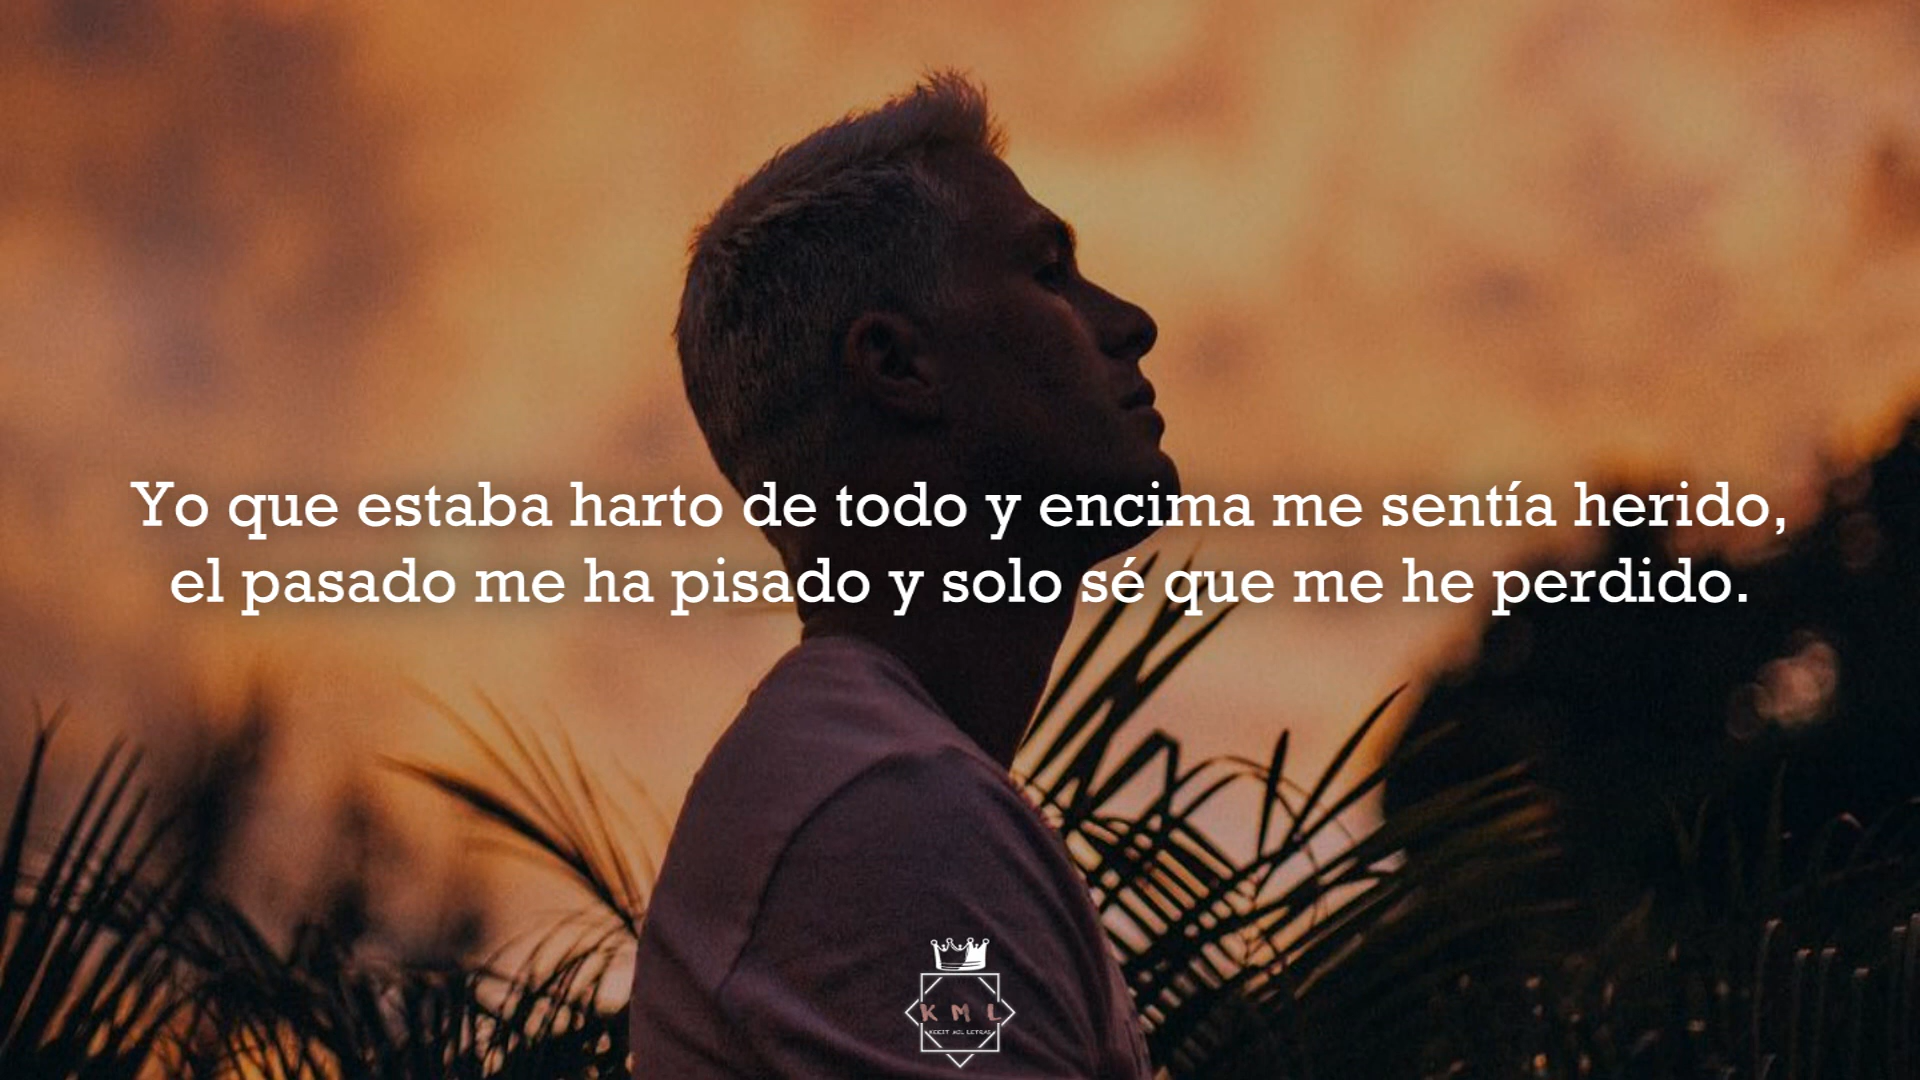 Yo que estaba harto de todo y encima me sentía herido,
el pasado me ha pisado y solo sé que me he perdido.
K M L